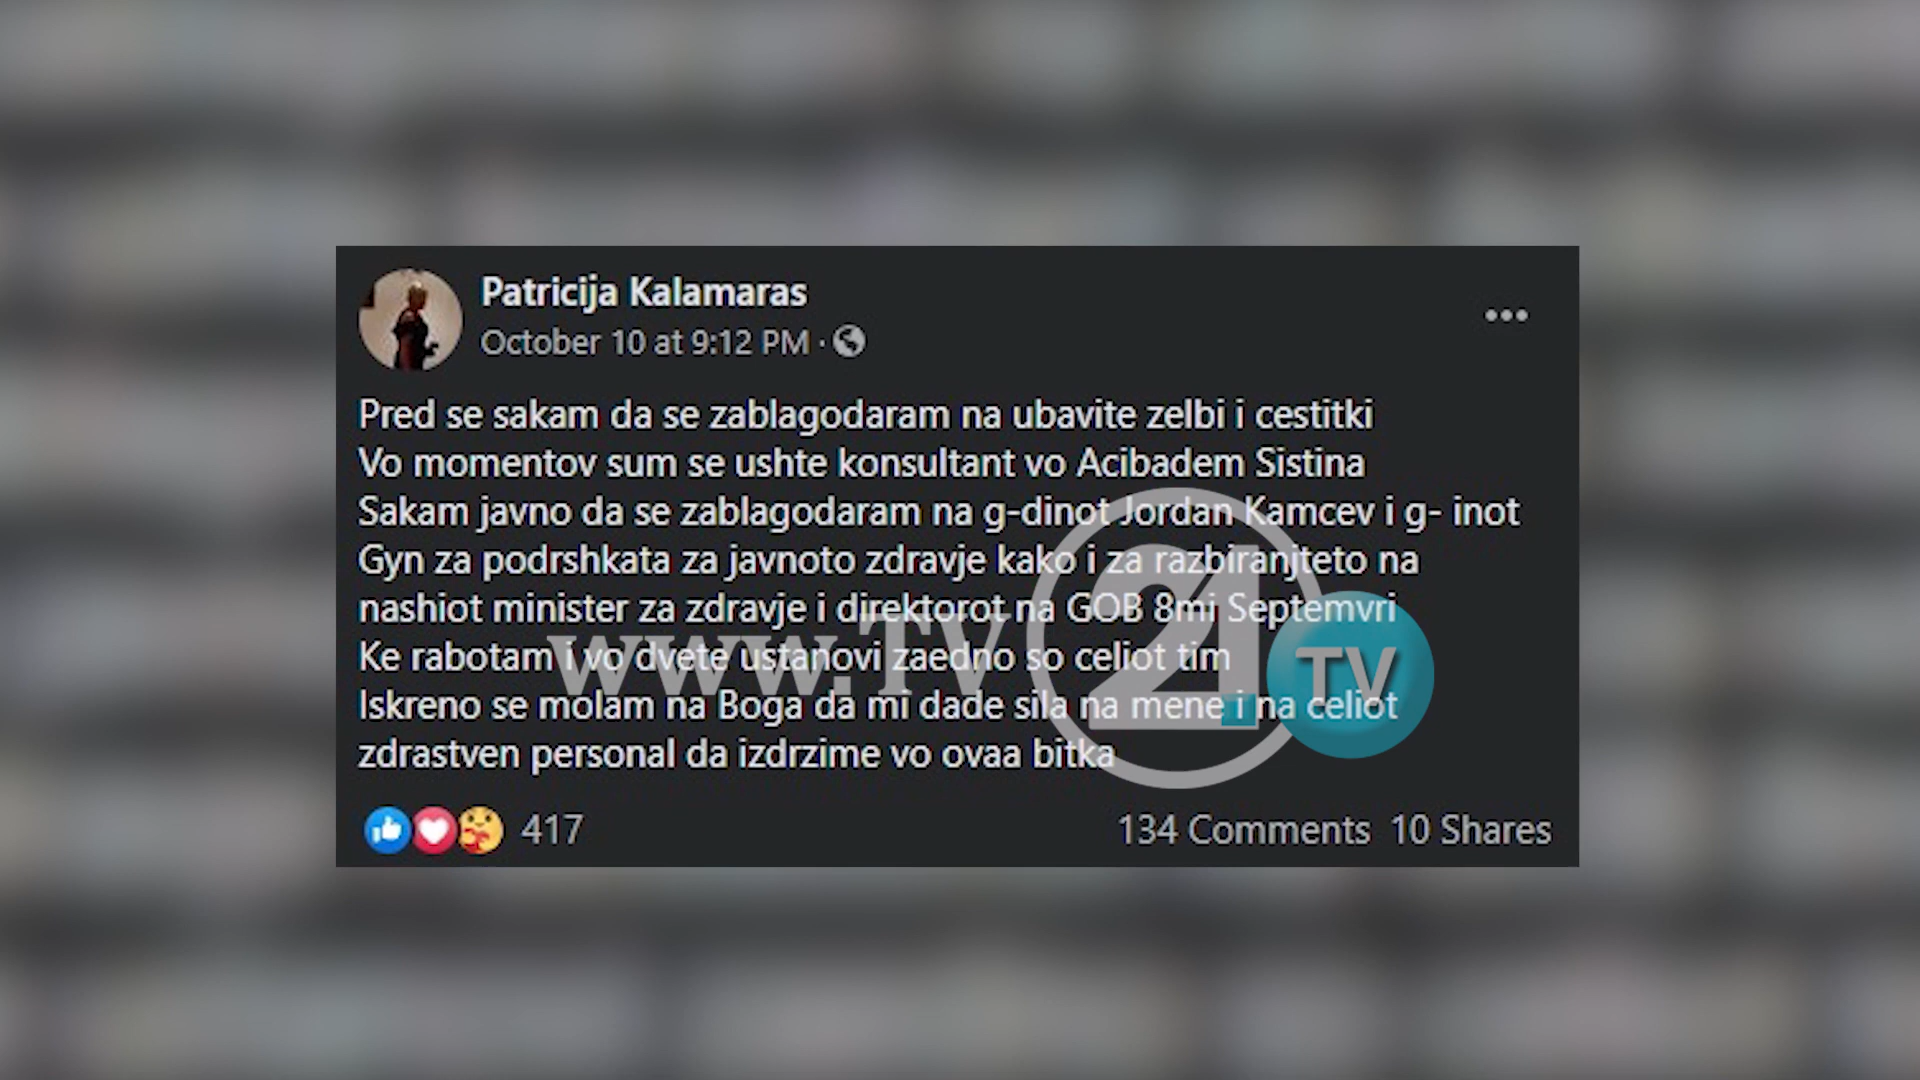 Patricija Kalamaras
October 10 at 9:12 PM ·
Pred se sakam da se zablagodaram na ubavite zelbi i cestitki
Vo momentov sum se ushte konsultant vo Acibadem Sistina
Sakam javno da se zablagodaram na g-dinot Jordan Kamcev i g- inot
Gyn za podrshkata za javnoto zdravje kako i za razbiranjteto na
nashiot minister za zdravje i direktorot na GOB 8mi Septemvri
Ke rabotam i vo dvete ustanovi zaedno so celiot tim
Iskreno se molam na Boga da mi dade sila na mene i na celiot
zdrastven personal da izdrzime vo ovaa bitka
417 134 Comments 10 Shares
www.TV 21 TV